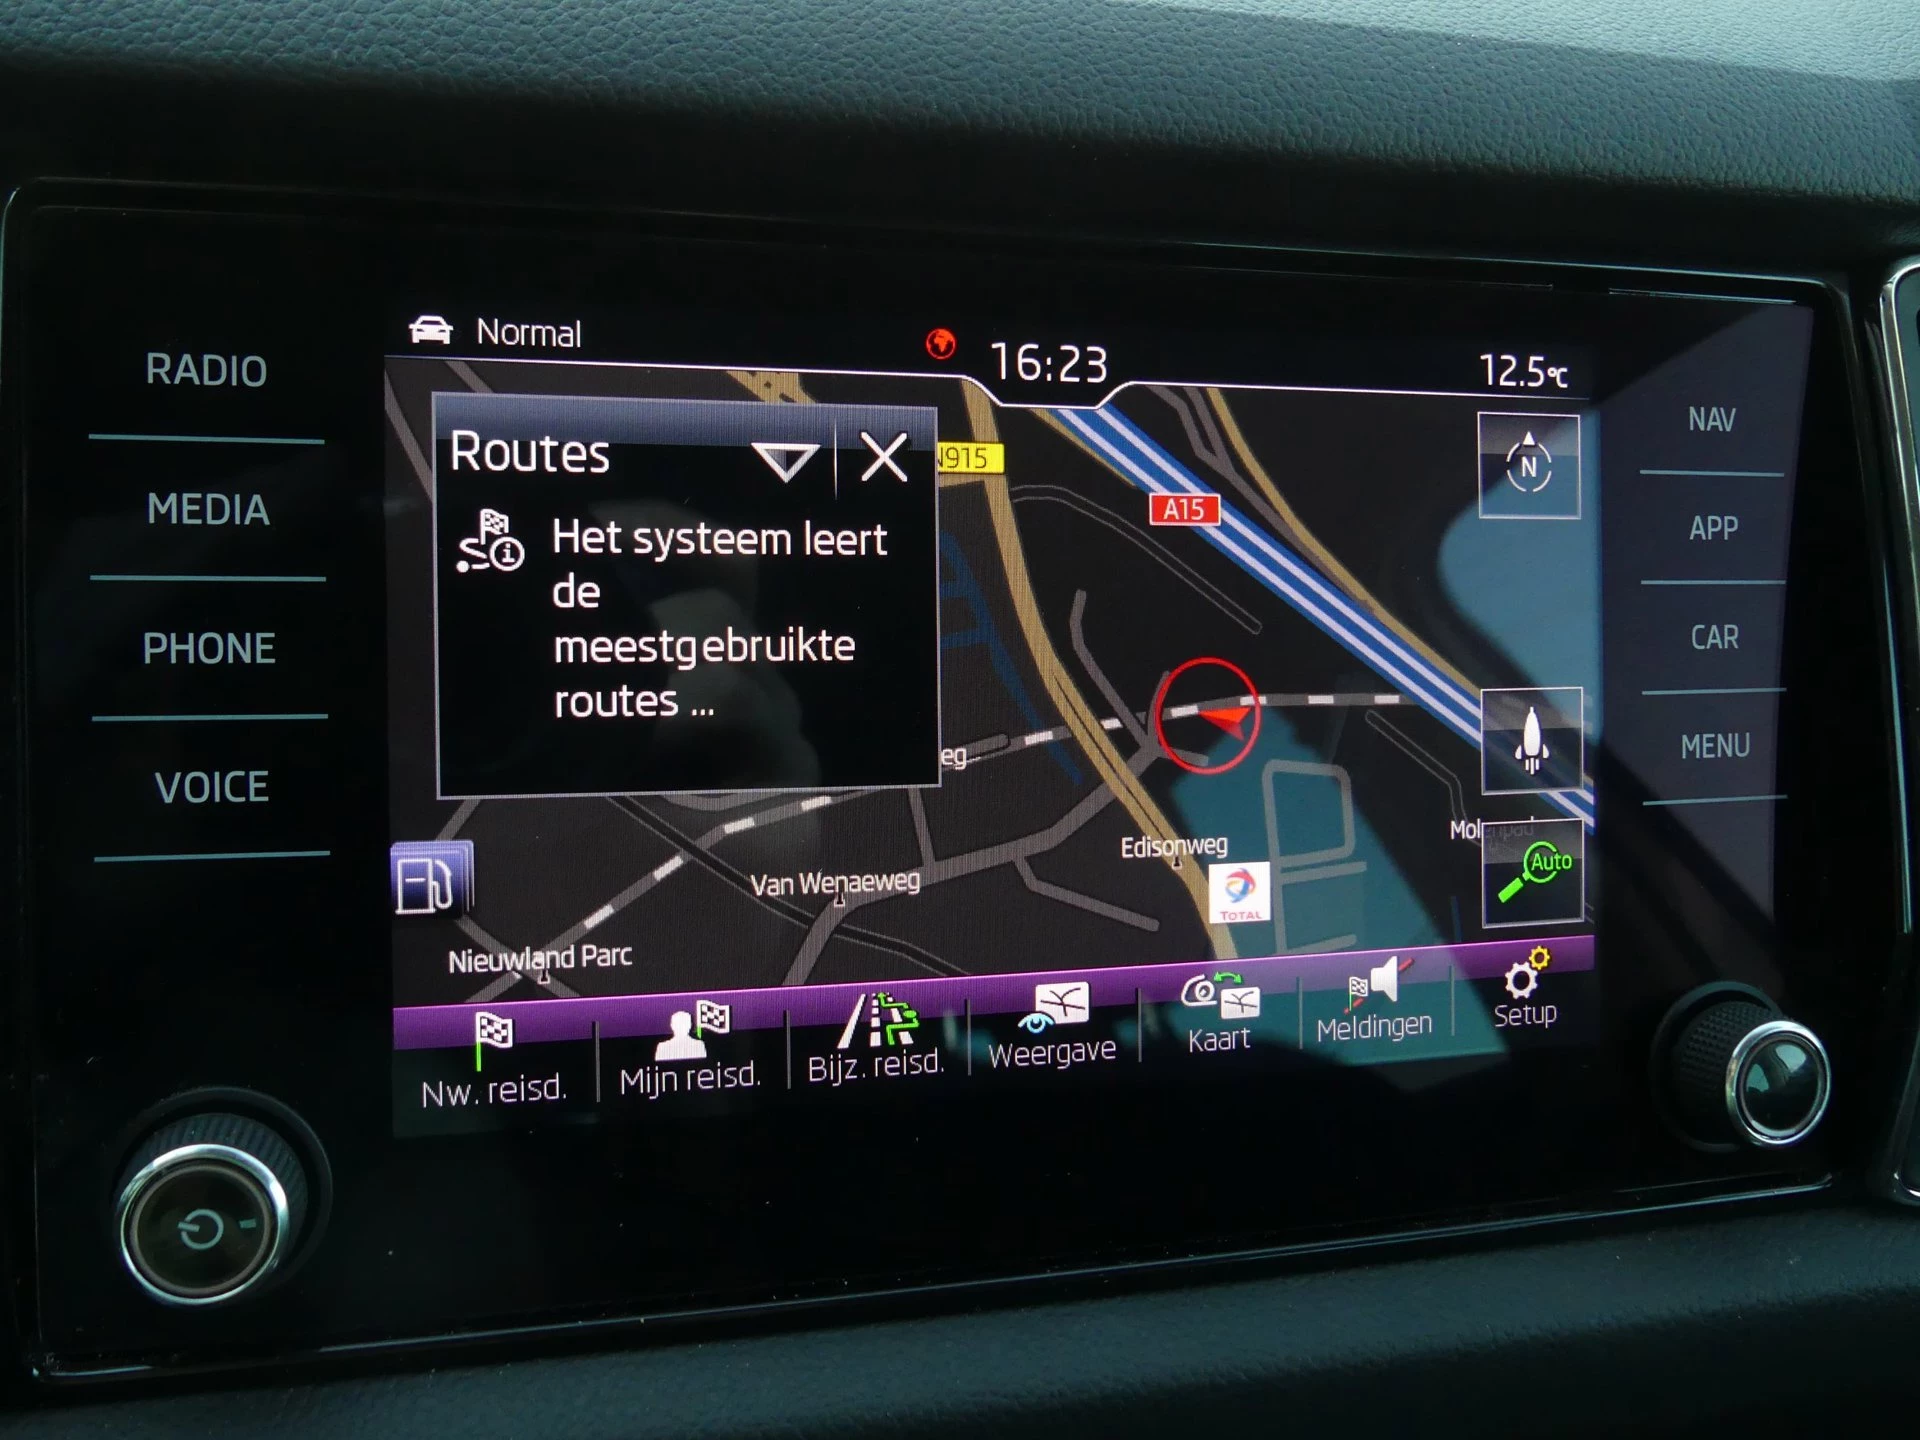 Normal
16:23
12.5°C
RADIO
MEDIA
PHONE
VOICE
NAV
APP
CAR
MENU
Routes
Het systeem leert
de
meestgebruikte
routes ...
N915
A15
N
eg
Edisonweg
Van Wenaeweg
TOTAL
Auto
Nieuwland Parc
Nw. reisd.
Mijn reisd.
Bijz. reisd.
Weergave
Kaart
Meldingen
Setup